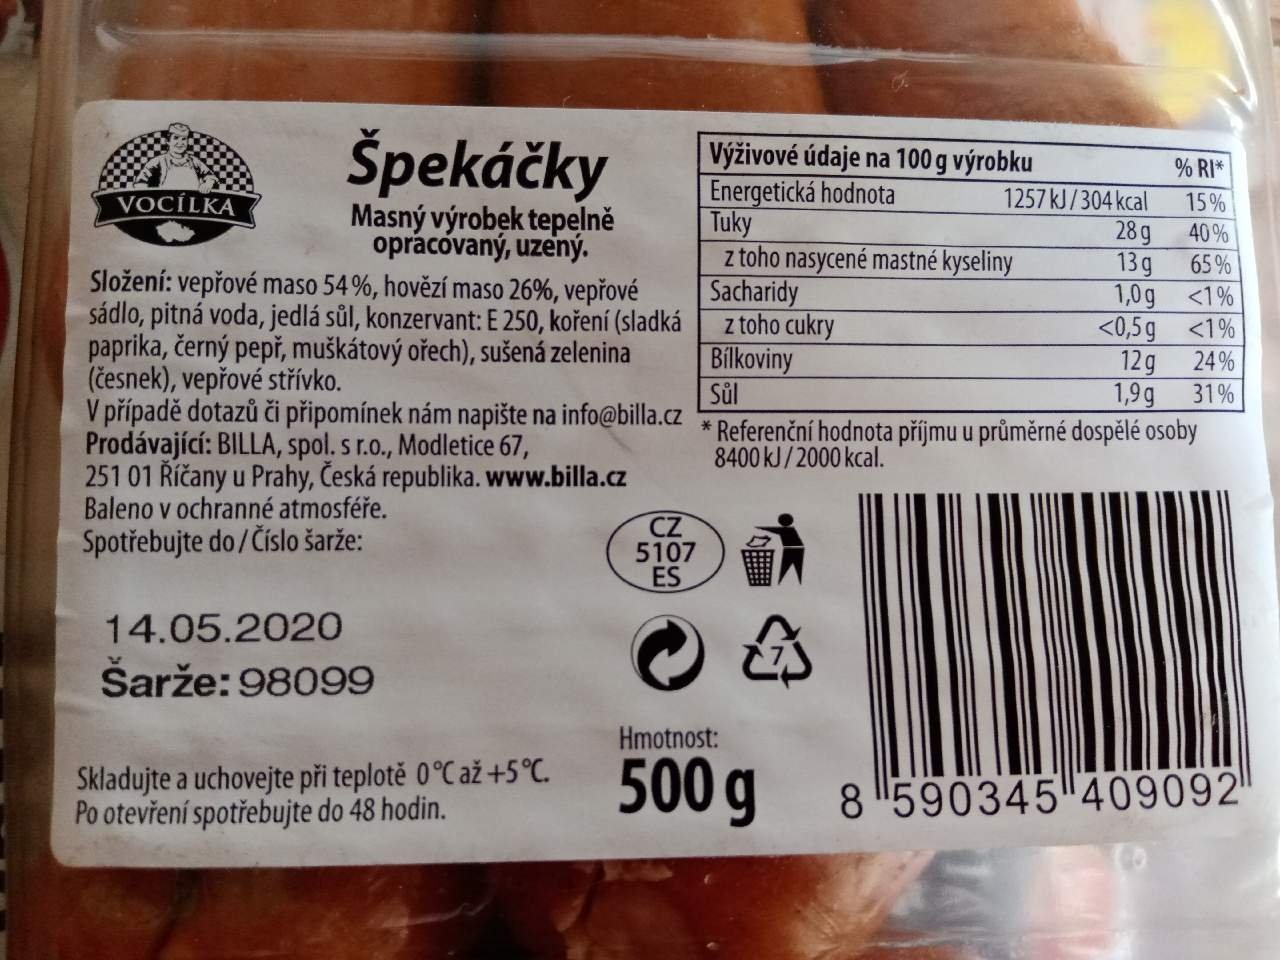 VOCÍLKA
Špekáčky
Masný výrobek tepelně
opracovaný, uzený.
Složení: vepřové maso 54 %, hovězí maso 26%, vepřové
sádlo, pitná voda, jedlá sůl, konzervant: E 250, koření (sladká
paprika, černý pepř, muškátový ořech), sušená zelenina
(česnek), vepřové střívko.
V případě dotazů či připomínek nám napište na info@billa.cz
Prodávající: BILLA, spol. s r.o., Modletice 67,
251 01 Říčany u Prahy, Česká republika. www.billa.cz
Baleno v ochranné atmosféře.
Spotřebujte do / Číslo šarže:
14.05.2020
Šarže: 98099
Skladujte a uchovejte při teplotě 0°C až +5°C.
Po otevření spotřebujte do 48 hodin.
Výživové údaje na 100 g výrobku % RI*
Energetická hodnota 1257 kJ / 304 kcal 15%
Tuky 28 g 40%
z toho nasycené mastné kyseliny 13 g 65%
Sacharidy 1,0 g <1%
z toho cukry <0,5 g <1%
Bílkoviny 12 g 24%
Sůl 1,9 g 31%
* Referenční hodnota příjmu u průměrné dospělé osoby
8400 kJ / 2000 kcal.
CZ
5107
ES
7
Hmotnost:
500 g
8 590345 409092